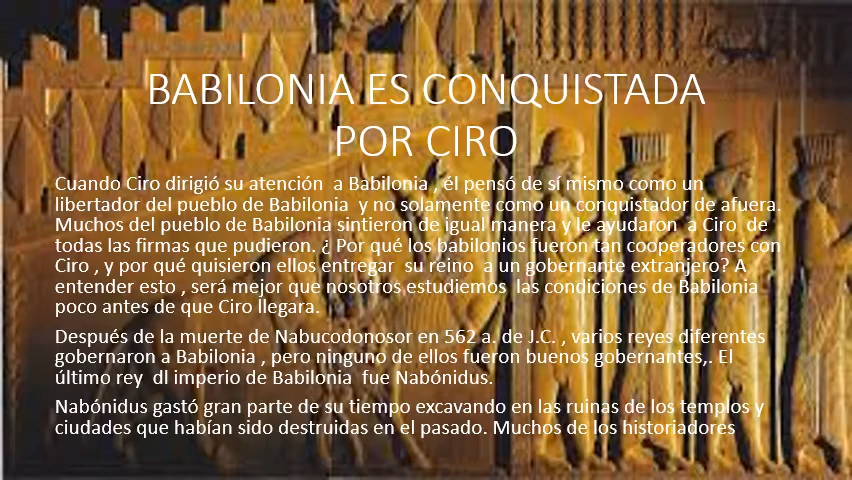 BABILONIA ES CONQUISTADA
POR CIRO
Cuando Ciro dirigió su atención  a Babilonia , él pensó de sí mismo como un
libertador del pueblo de Babilonia  y no solamente como un conquistador de afuera.
Muchos del pueblo de Babilonia sintieron de igual manera y le ayudaron  a Ciro  de
todas las firmas que pudieron. ¿ Por qué los babilonios fueron tan cooperadores con
Ciro , y por qué quisieron ellos entregar  su reino  a un gobernante extranjero? A
entender esto , será mejor que nosotros estudiemos  las condiciones de Babilonia
poco antes de que Ciro llegara.
Después de la muerte de Nabucodonosor en 562 a. de J.C. , varios reyes diferentes
gobernaron a Babilonia , pero ninguno de ellos fueron buenos gobernantes,. El
último rey  dl imperio de Babilonia  fue Nabónidus.
Nabónidus gastó gran parte de su tiempo excavando en las ruinas de los templos y
ciudades que habían sido destruidas en el pasado. Muchos de los historiadores